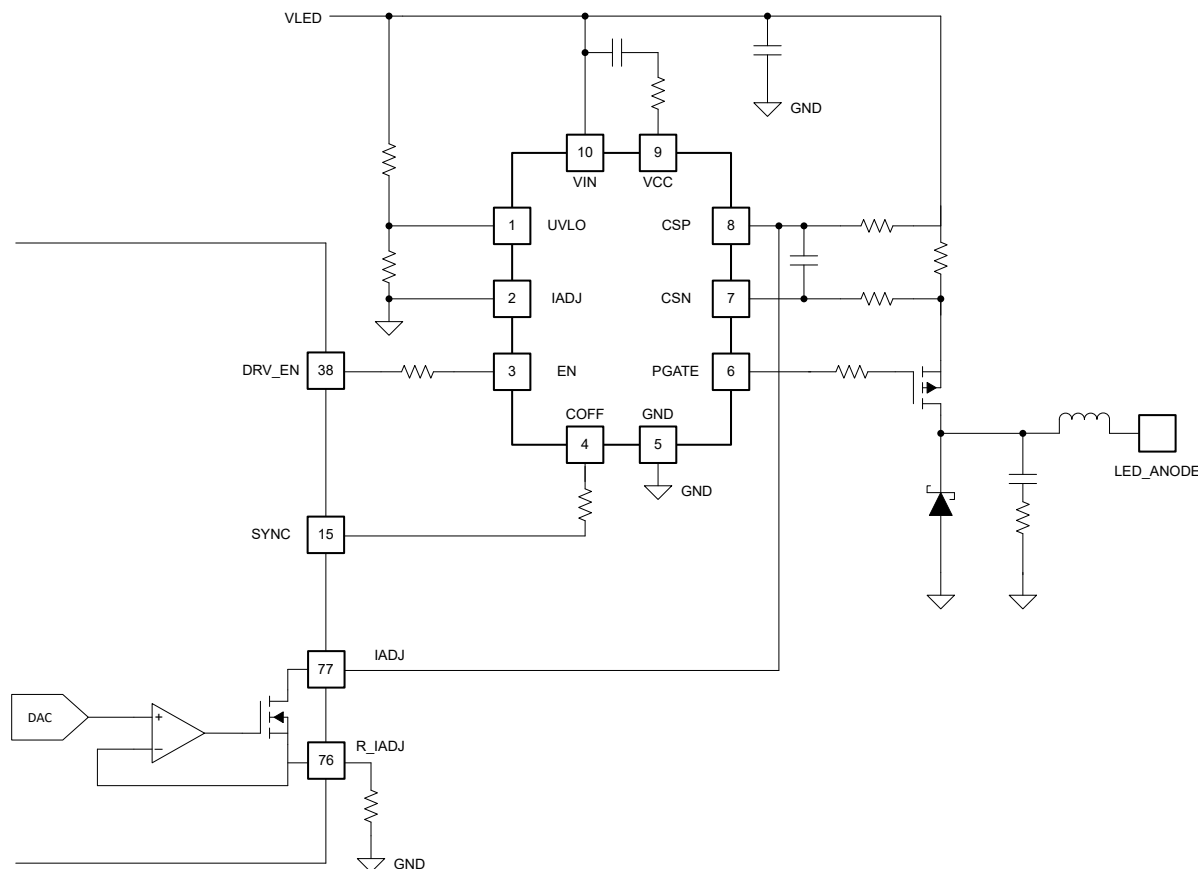 VLED
GND
10
9
VIN
VCC
1
UVLO
CSP
8
2
IADJ
CSN
7
DRV_EN
38
3
EN
PGATE
6
COFF
GND
4
5
GND
LED_ANODE
SYNC
15
IADJ
77
DAC
+
−
R_IADJ
76
GND